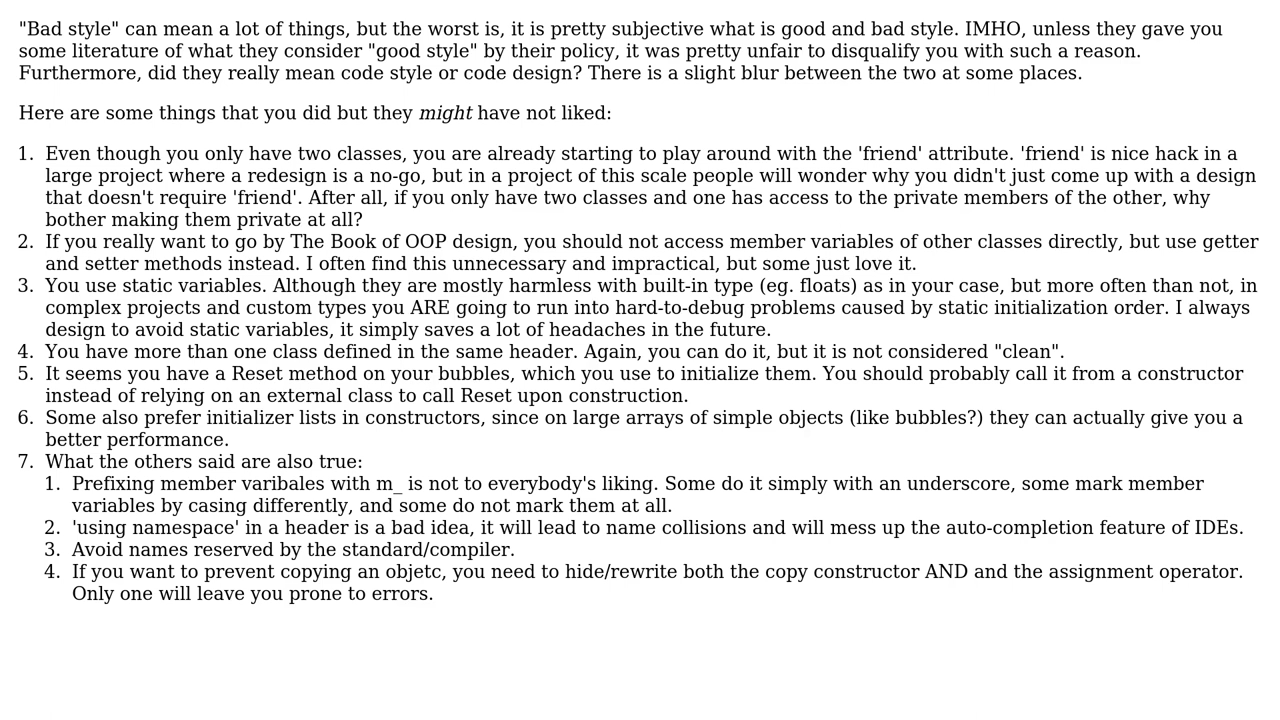 "Bad style" can mean a lot of things, but the worst is, it is pretty subjective what is good and bad style. IMHO, unless they gave you
some literature of what they consider "good style" by their policy, it was pretty unfair to disqualify you with such a reason.
Furthermore, did they really mean code style or code design? There is a slight blur between the two at some places.
Here are some things that you did but they might have not liked:
1. Even though you only have two classes, you are already starting to play around with the 'friend' attribute. 'friend' is nice hack in a
large project where a redesign is a no-go, but in a project of this scale people will wonder why you didn't just come up with a design
that doesn't require 'friend'. After all, if you only have two classes and one has access to the private members of the other, why
bother making them private at all?
2. If you really want to go by The Book of OOP design, you should not access member variables of other classes directly, but use getter
and setter methods instead. I often find this unnecessary and impractical, but some just love it.
3. You use static variables. Although they are mostly harmless with built-in type (eg. floats) as in your case, but more often than not, in
complex projects and custom types you ARE going to run into hard-to-debug problems caused by static initialization order. I always
design to avoid static variables, it simply saves a lot of headaches in the future.
4. You have more than one class defined in the same header. Again, you can do it, but it is not considered "clean".
5. It seems you have a Reset method on your bubbles, which you use to initialize them. You should probably call it from a constructor
instead of relying on an external class to call Reset upon construction.
6. Some also prefer initializer lists in constructors, since on large arrays of simple objects (like bubbles?) they can actually give you a
better performance.
7. What the others said are also true:
1. Prefixing member varibales with m_ is not to everybody's liking. Some do it simply with an underscore, some mark member
variables by casing differently, and some do not mark them at all.
2. 'using namespace' in a header is a bad idea, it will lead to name collisions and will mess up the auto-completion feature of IDEs.
3. Avoid names reserved by the standard/compiler.
4. If you want to prevent copying an objetc, you need to hide/rewrite both the copy constructor AND and the assignment operator.
Only one will leave you prone to errors.